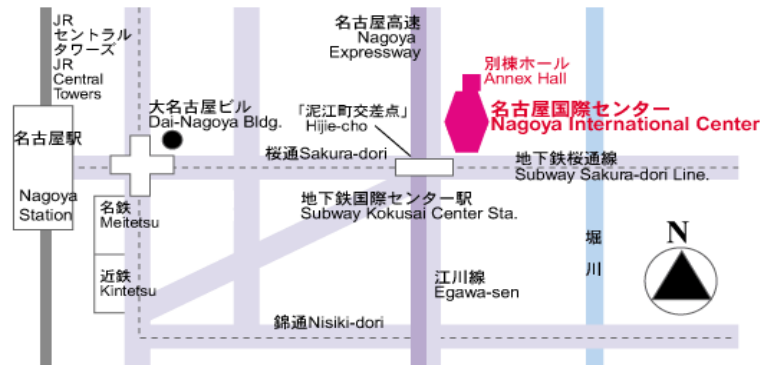 JR
セントラル
タワーズ
JR
Central
Towers
名古屋高速
Nagoya
Expressway
別棟ホール
Annex Hall
大名古屋ビル
Dai-Nagoya Bldg.
「泥江町交差点」
Hijie-cho
名古屋国際センター
Nagoya International Center
名古屋駅
桜通Sakura-dori
地下鉄桜通線
Subway Sakura-dori Line.
Nagoya
Station
名鉄
Meitetsu
地下鉄国際センター駅
Subway Kokusai Center Sta.
堀
川
N
近鉄
Kintetsu
江川線
Egawa-sen
錦通Nisiki-dori